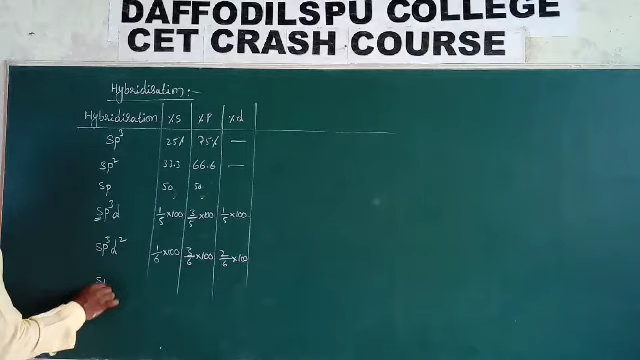 DAFFODILSPU COLLEGE
CET CRASH COURSE
Hybridisation :-
Hybridisation %s %p %d
sp³ 25% 75% —
sp² 33.3 66.6 —
sp 50 50
sp³d 1/5 ×100 3/5 ×100 1/5 ×100
sp³d² 1/6 ×100 3/6 ×100 2/6 ×100